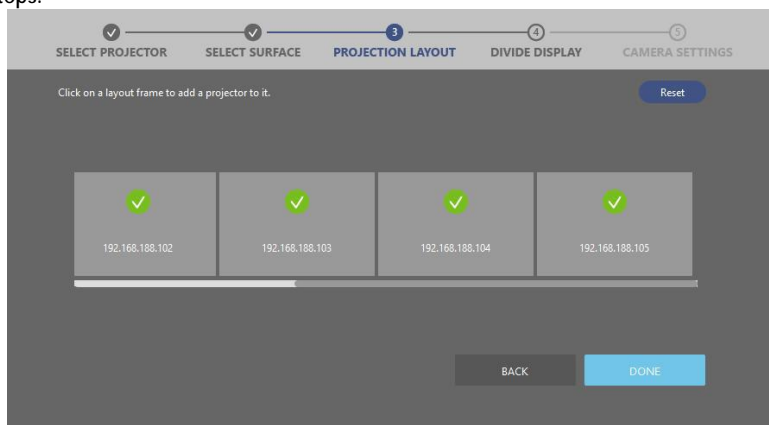 3 4 5
SELECT PROJECTOR SELECT SURFACE PROJECTION LAYOUT DIVIDE DISPLAY CAMERA SETTINGS
Click on a layout frame to add a projector to it. Reset
192.168.188.102 192.168.188.103 192.168.188.104 192.168.188.105
BACK DONE